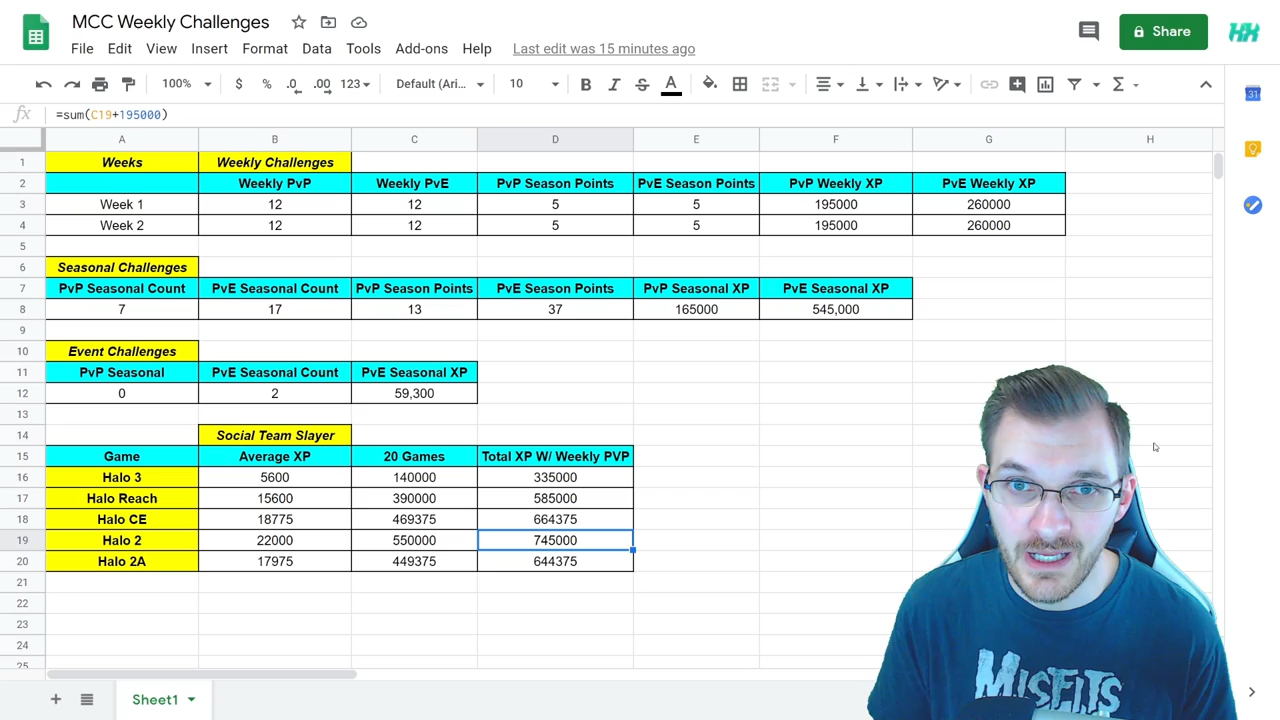 MCC Weekly Challenges
File Edit View Insert Format Data Tools Add-ons Help Last edit was 15 minutes ago
Share
HX
100% $ % .0 .00 123 Default (Ari... 10 B I S A
31
fx =sum(C19+195000)
A B C D E F G H
1 Weeks Weekly Challenges
2 Weekly PvP Weekly PvE PvP Season Points PvE Season Points PvP Weekly XP PvE Weekly XP
3 Week 1 12 12 5 5 195000 260000
4 Week 2 12 12 5 5 195000 260000
5
6 Seasonal Challenges
7 PvP Seasonal Count PvE Seasonal Count PvP Season Points PvE Season Points PvP Seasonal XP PvE Seasonal XP
8 7 17 13 37 165000 545,000
9
10 Event Challenges
11 PvP Seasonal PvE Seasonal Count PvE Seasonal XP
12 0 2 59,300
13
14 Social Team Slayer
15 Game Average XP 20 Games Total XP W/ Weekly PVP
16 Halo 3 5600 140000 335000
17 Halo Reach 15600 390000 585000
18 Halo CE 18775 469375 664375
19 Halo 2 22000 550000 745000
20 Halo 2A 17975 449375 644375
21
22
23
24
25
Sheet1
MISFITS